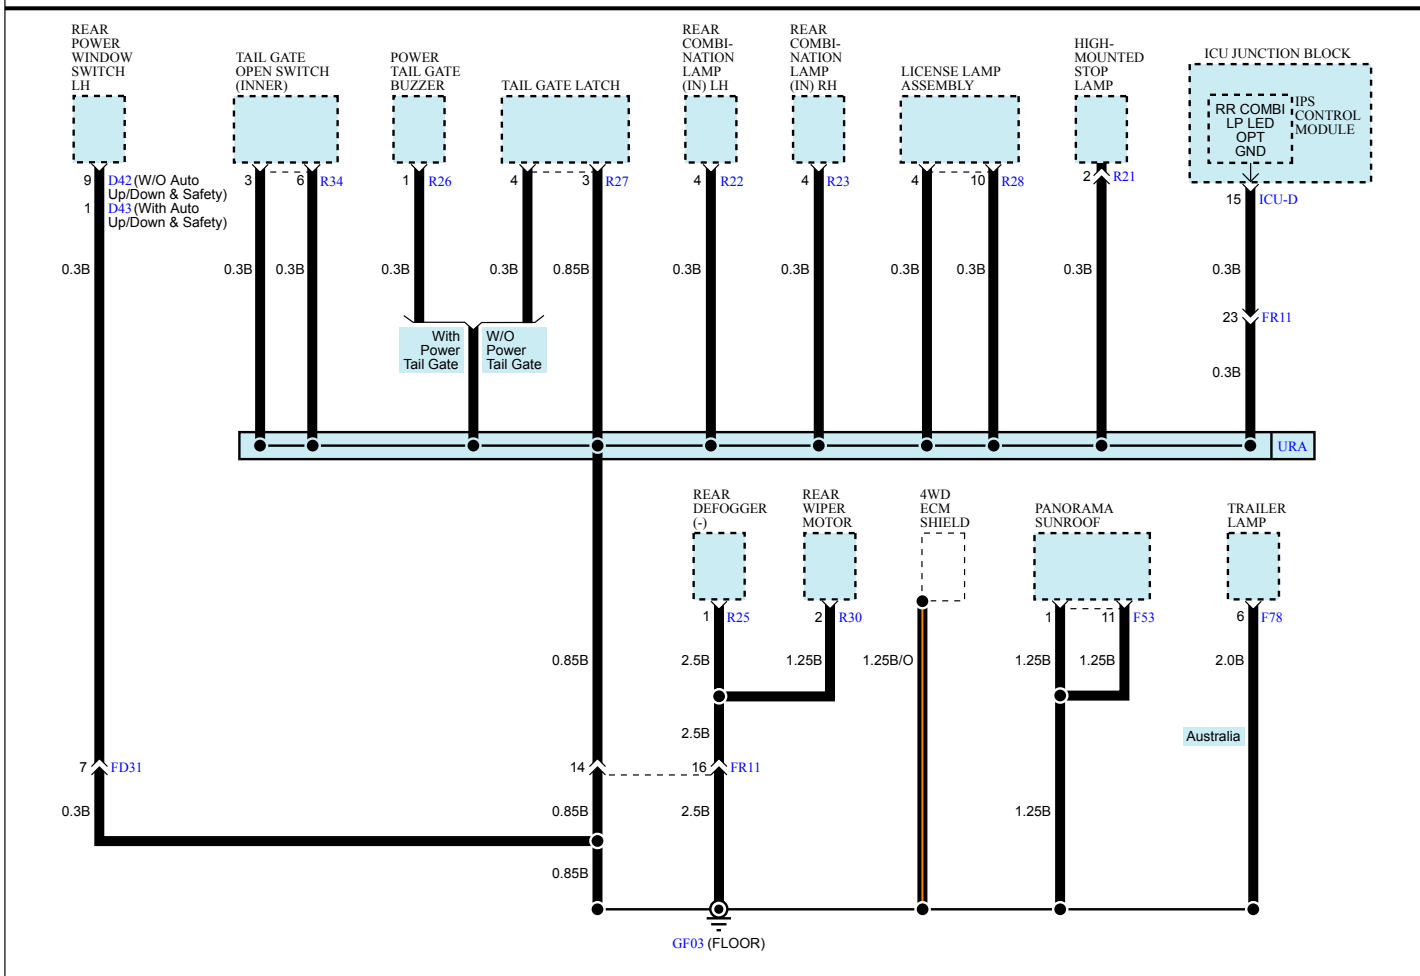 REAR
POWER
WINDOW
SWITCH
LH
TAIL GATE
OPEN SWITCH
(INNER)
POWER
TAIL GATE
BUZZER
TAIL GATE LATCH
REAR
COMBI-
NATION
LAMP
(IN) LH
REAR
COMBI-
NATION
LAMP
(IN) RH
LICENSE LAMP
ASSEMBLY
HIGH-
MOUNTED
STOP
LAMP
ICU JUNCTION BLOCK
RR COMBI
LP LED
OPT
GND
IPS
CONTROL
MODULE
9 D42 (W/O Auto
Up/Down & Safety)
1 D43 (With Auto
Up/Down & Safety)
3 6 R34
1 R26
4 3 R27
4 R22
4 R23
4 10 R28
2 R21
15 ICU-D
0.3B 0.3B 0.3B 0.3B 0.3B 0.85B 0.3B 0.3B 0.3B 0.3B 0.3B 0.3B
23 FR11
With
Power
Tail Gate
W/O
Power
Tail Gate
0.3B
URA
REAR
DEFOGGER
(-)
REAR
WIPER
MOTOR
4WD
ECM
SHIELD
PANORAMA
SUNROOF
TRAILER
LAMP
1 R25
2 R30
1 11 F53
6 F78
0.85B 2.5B 1.25B 1.25B/O 1.25B 1.25B 2.0B
2.5B
Australia
7 FD31
14 16 FR11
0.3B 0.85B 2.5B 1.25B
0.85B
GF03 (FLOOR)